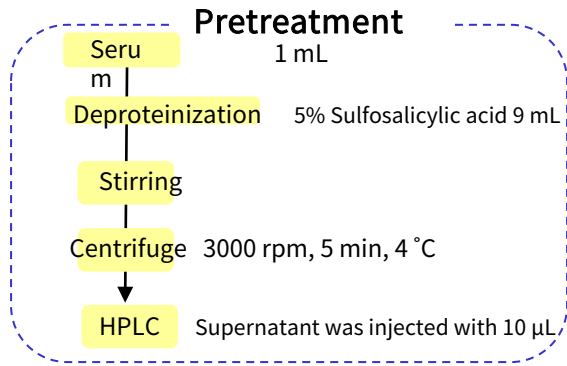 Pretreatment
Seru
m
1 mL
Deproteinization
5% Sulfosalicylic acid 9 mL
Stirring
Centrifuge
3000 rpm, 5 min, 4 ˚C
HPLC
Supernatant was injected with 10 µL